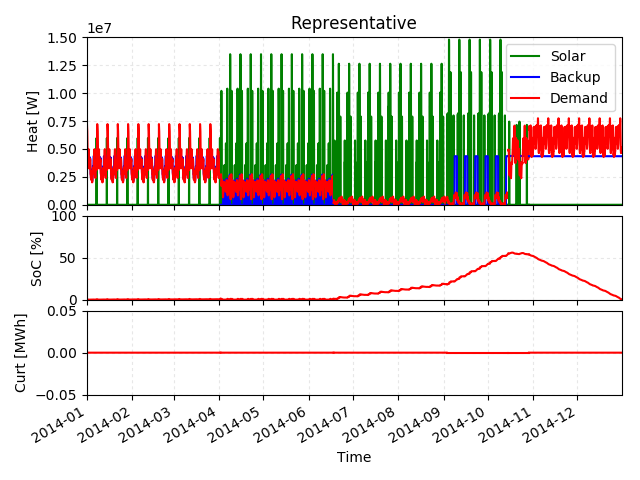 Representative
1e7
1.50
1.25
1.00
0.75
0.50
0.25
0.00
Heat [W]
Solar
Backup
Demand
100
50
0
SoC [%]
0.05
0.00
−0.05
Curt [MWh]
2014-01
2014-02
2014-03
2014-04
2014-05
2014-06
2014-07
2014-08
2014-09
2014-10
2014-11
2014-12
Time